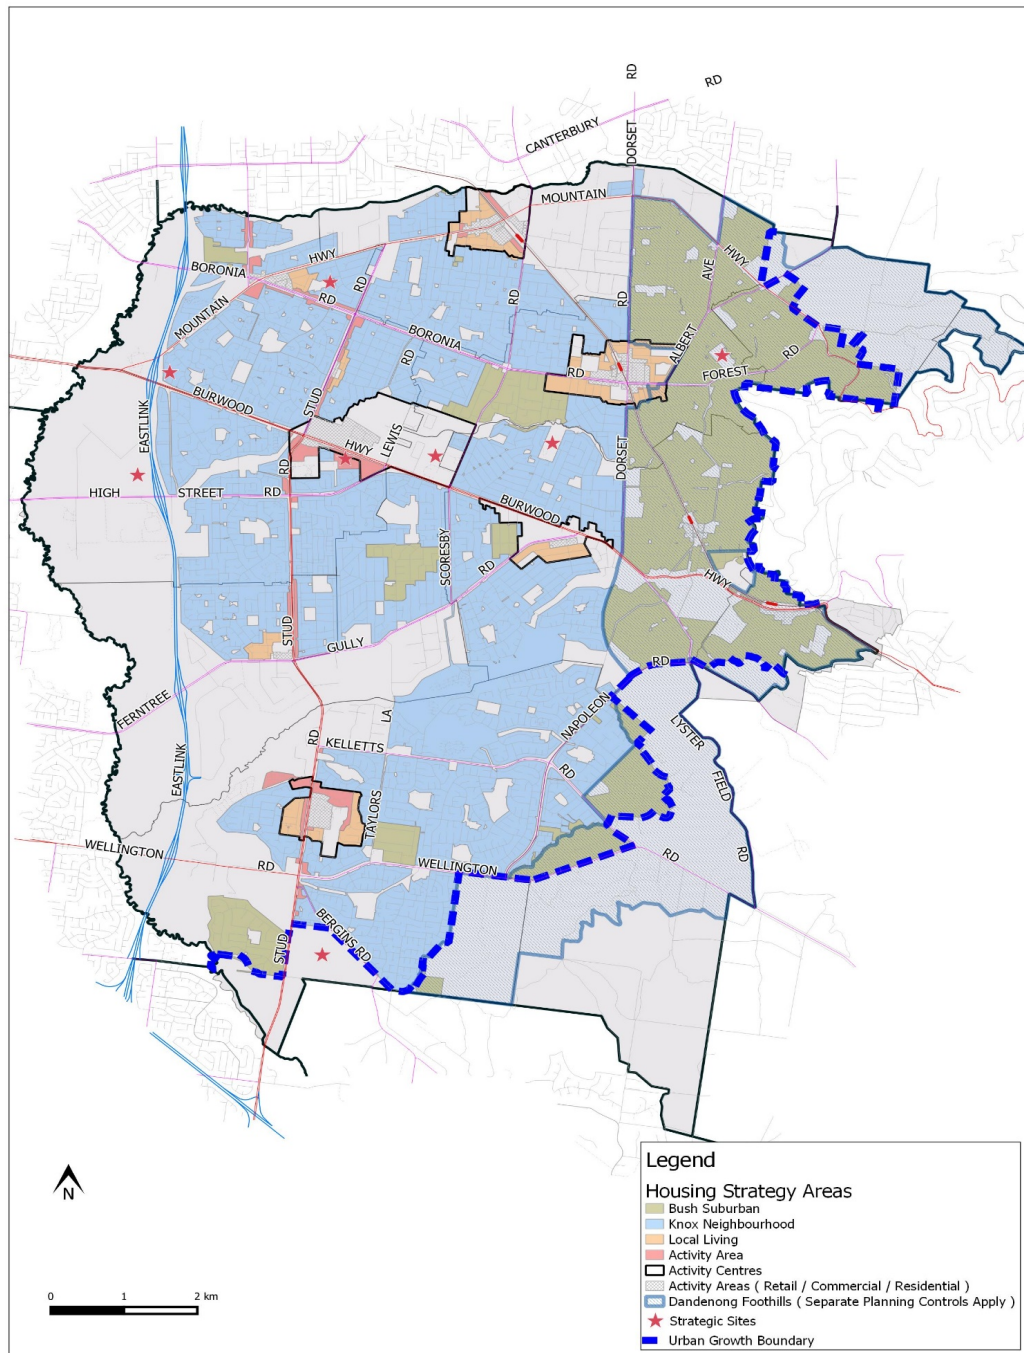 RD
RD
CANTERBURY
DORSET
MOUNTAIN
HWY
HWY
BORONIA
RD
AVE
MOUNTAIN
RD
RD
RD
BORONIA
RD
ALBERT
RD
RD
FOREST
BURWOOD
STUD
EASTLINK
LEWIS
HWY
DORSET
RD
HIGH
STREET
RD
BURWOOD
SCORESBY
RD
HWY
STUD
GULLY
RD
FERNTREE
NAPOLEON
LA
LYSTER
RD
KELLETTS
EASTLINK
RD
FIELD
TAYLORS
WELLINGTON
RD
WELLINGTON
RD
RD
BERGINS RD
STUD
N
0
1
2 km
Legend
Housing Strategy Areas
Bush Suburban
Knox Neighbourhood
Local Living
Activity Area
Activity Centres
Activity Areas ( Retail / Commercial / Residential )
Dandenong Foothills ( Separate Planning Controls Apply )
Strategic Sites
Urban Growth Boundary